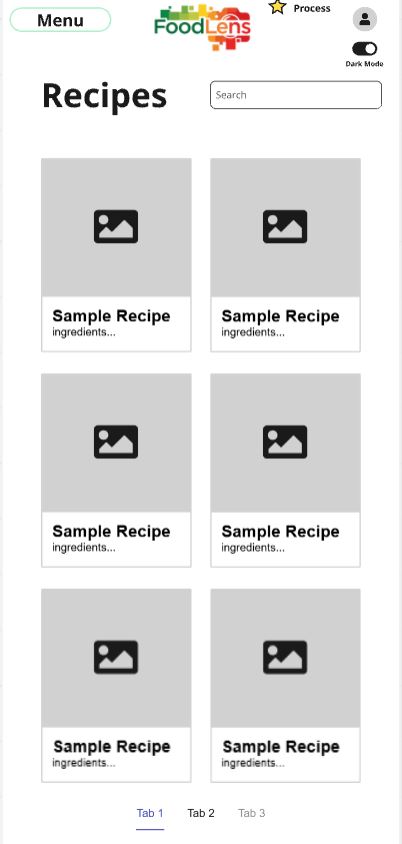 Menu
FoodLens
Process
Dark Mode
Recipes
Search
Sample Recipe
ingredients...
Sample Recipe
ingredients...
Sample Recipe
ingredients...
Sample Recipe
ingredients...
Sample Recipe
ingredients...
Sample Recipe
ingredients...
Tab 1
Tab 2
Tab 3